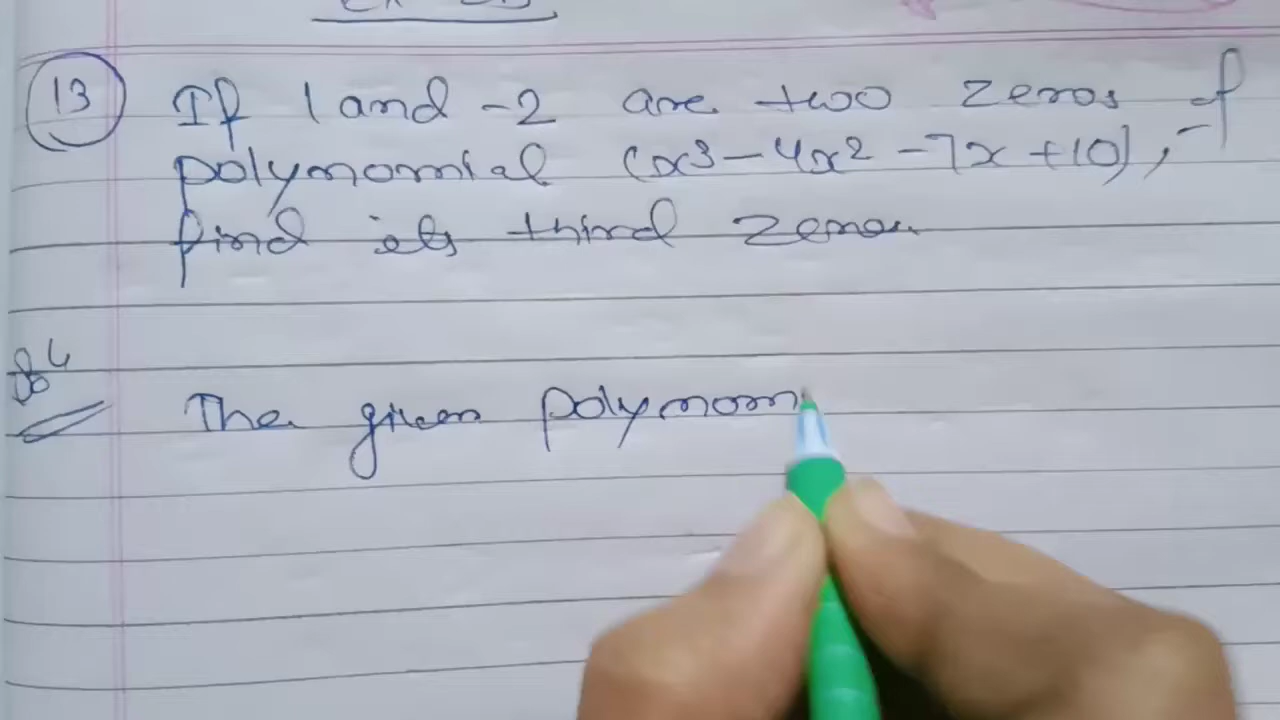 13 If 1 and -2 are two zeros of
polynomial (x³-4x²-7x+10),
find its third zero.
Sol
The given polynomi